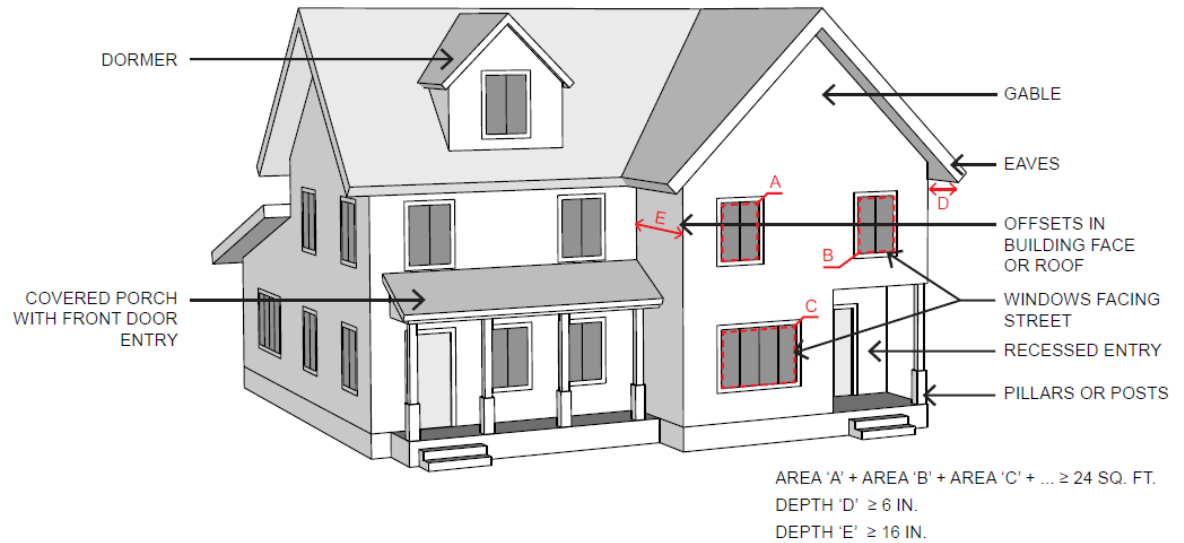 DORMER
COVERED PORCH
WITH FRONT DOOR
ENTRY
A
E
B
C
D
GABLE
EAVES
OFFSETS IN
BUILDING FACE
OR ROOF
WINDOWS FACING
STREET
RECESSED ENTRY
PILLARS OR POSTS
AREA ‘A’ + AREA ‘B’ + AREA ‘C’ + ... ≥ 24 SQ. FT.
DEPTH ‘D’ ≥ 6 IN.
DEPTH ‘E’ ≥ 16 IN.